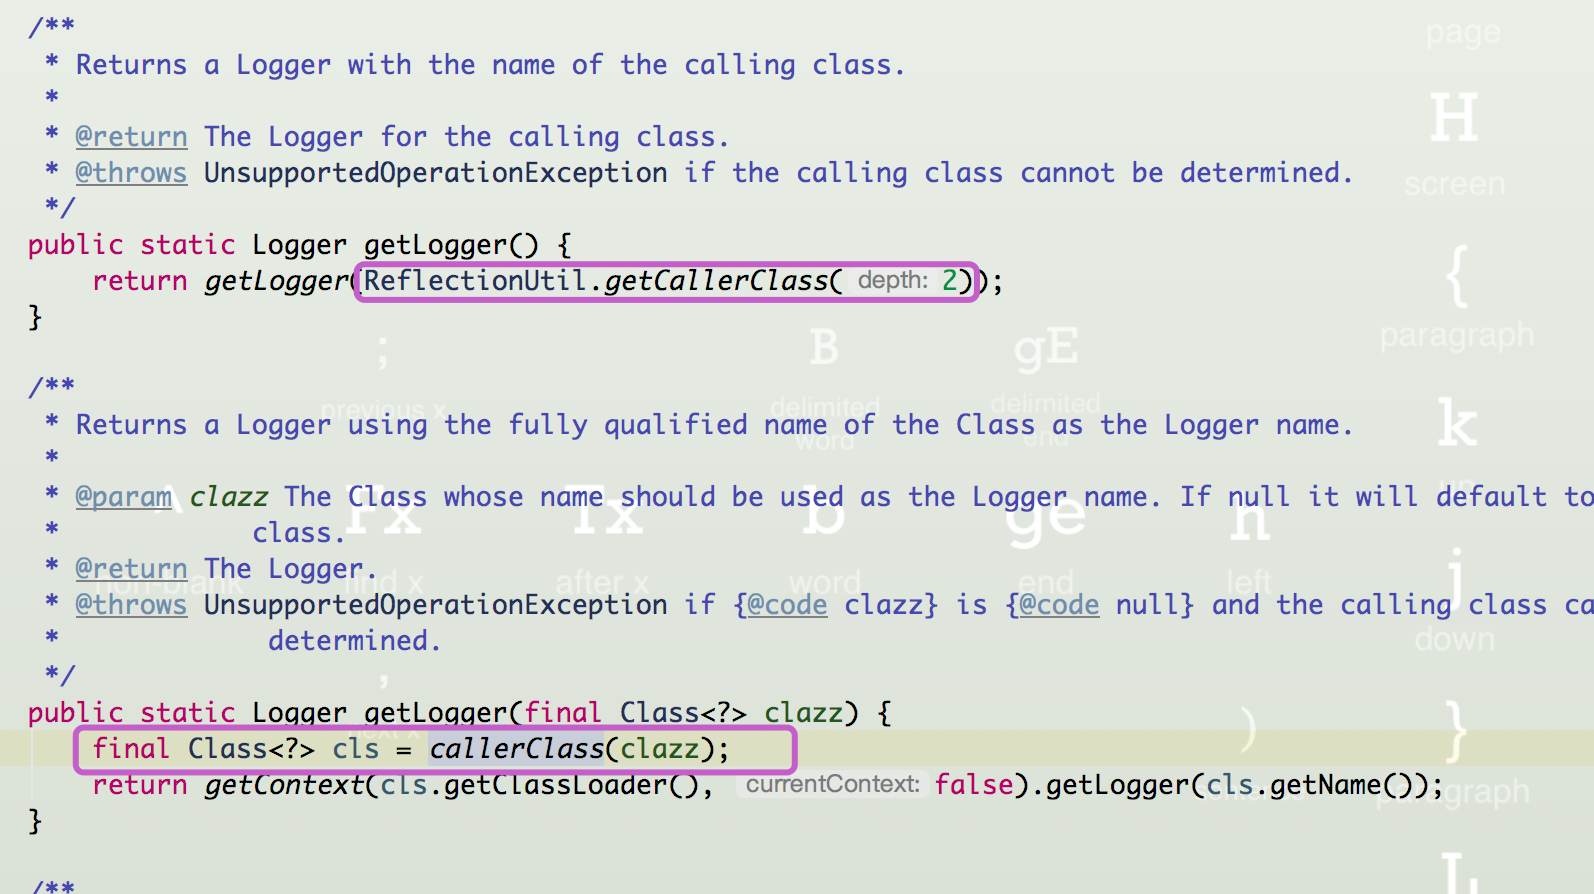 /**
* Returns a Logger with the name of the calling class.
*
* @return The Logger for the calling class.
* @throws UnsupportedOperationException if the calling class cannot be determined.
*/
public static Logger getLogger() {
return getLogger(ReflectionUtil.getCallerClass( depth: 2));
}
/**
* Returns a Logger using the fully qualified name of the Class as the Logger name.
*
* @param clazz The Class whose name should be used as the Logger name. If null it will default to
* class.
* @return The Logger.
* @throws UnsupportedOperationException if {@code clazz} is {@code null} and the calling class ca
* determined.
*/
public static Logger getLogger(final Class<?> clazz) {
final Class<?> cls = callerClass(clazz);
return getContext(cls.getClassLoader(), currentContext: false).getLogger(cls.getName());
}
/**
page
H
screen
{
paragraph
;
previous x
B
delimited
word
gE
delimited
end
k
up
A
non-blank
Fx
find x
Tx
after x
b
word
ge
end
h
left
j
down
,
next x
)
sentence
}
paragraph
L